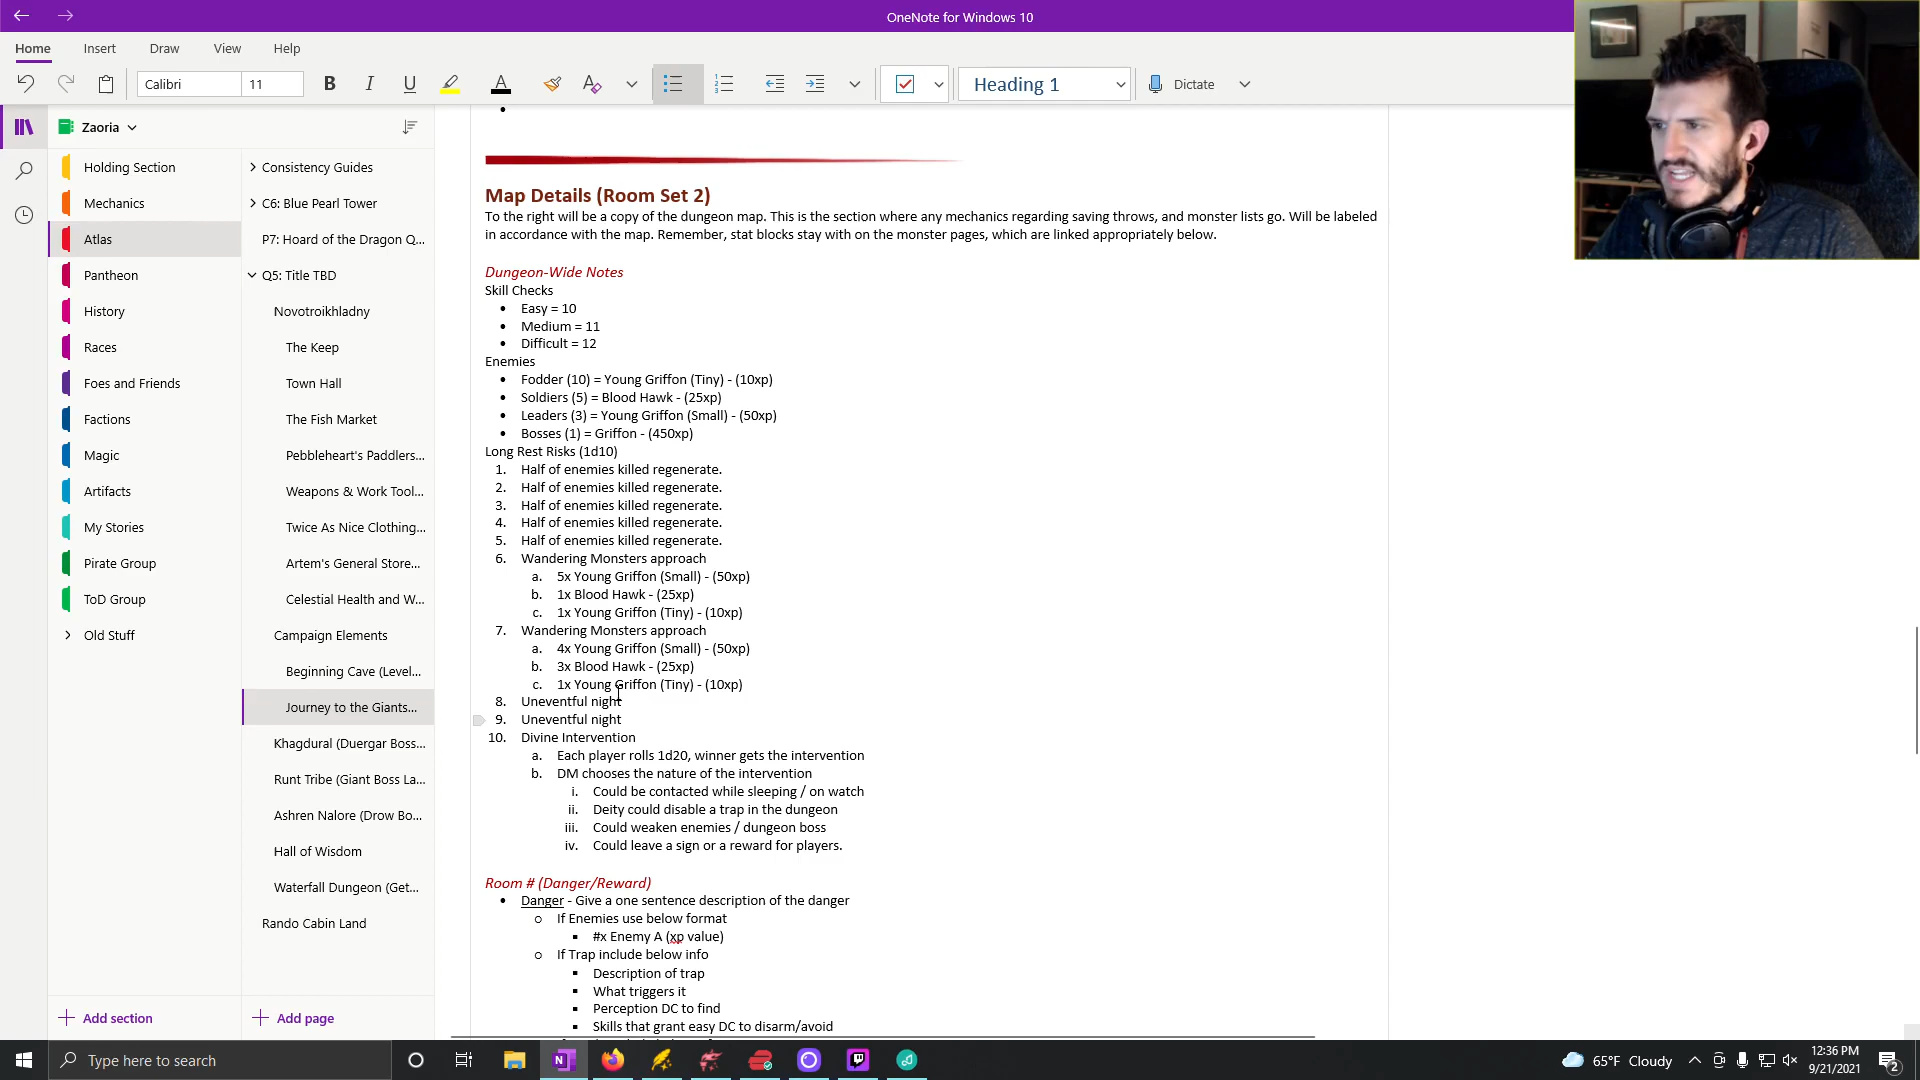 OneNote for Windows 10
Home Insert Draw View Help
Calibri 11 B I U A A Heading 1 Dictate
Zaoria
Holding Section
Mechanics
Atlas
Pantheon
History
Races
Foes and Friends
Factions
Magic
Artifacts
My Stories
Pirate Group
ToD Group
Old Stuff
Add section
Consistency Guides
C6: Blue Pearl Tower
P7: Hoard of the Dragon Q...
Q5: Title TBD
Novotroikhladny
The Keep
Town Hall
The Fish Market
Pebbleheart's Paddlers...
Weapons & Work Tool...
Twice As Nice Clothing...
Artem's General Store...
Celestial Health and W...
Campaign Elements
Beginning Cave (Level...
Journey to the Giants...
Khagdural (Duergar Boss...
Runt Tribe (Giant Boss La...
Ashren Nalore (Drow Bo...
Hall of Wisdom
Waterfall Dungeon (Get...
Rando Cabin Land
Add page
Map Details (Room Set 2)
To the right will be a copy of the dungeon map. This is the section where any mechanics regarding saving throws, and monster lists go. Will be labeled
in accordance with the map. Remember, stat blocks stay with on the monster pages, which are linked appropriately below.
Dungeon-Wide Notes
Skill Checks
• Easy = 10
• Medium = 11
• Difficult = 12
Enemies
• Fodder (10) = Young Griffon (Tiny) - (10xp)
• Soldiers (5) = Blood Hawk - (25xp)
• Leaders (3) = Young Griffon (Small) - (50xp)
• Bosses (1) = Griffon - (450xp)
Long Rest Risks (1d10)
1. Half of enemies killed regenerate.
2. Half of enemies killed regenerate.
3. Half of enemies killed regenerate.
4. Half of enemies killed regenerate.
5. Half of enemies killed regenerate.
6. Wandering Monsters approach
a. 5x Young Griffon (Small) - (50xp)
b. 1x Blood Hawk - (25xp)
c. 1x Young Griffon (Tiny) - (10xp)
7. Wandering Monsters approach
a. 4x Young Griffon (Small) - (50xp)
b. 3x Blood Hawk - (25xp)
c. 1x Young Griffon (Tiny) - (10xp)
8. Uneventful night
9. Uneventful night
10. Divine Intervention
a. Each player rolls 1d20, winner gets the intervention
b. DM chooses the nature of the intervention
i. Could be contacted while sleeping / on watch
ii. Deity could disable a trap in the dungeon
iii. Could weaken enemies / dungeon boss
iv. Could leave a sign or a reward for players.
Room # (Danger/Reward)
• Danger - Give a one sentence description of the danger
o If Enemies use below format
▪ #x Enemy A (xp value)
o If Trap include below info
▪ Description of trap
▪ What triggers it
▪ Perception DC to find
▪ Skills that grant easy DC to disarm/avoid
Type here to search
65°F Cloudy
12:36 PM
9/21/2021
2